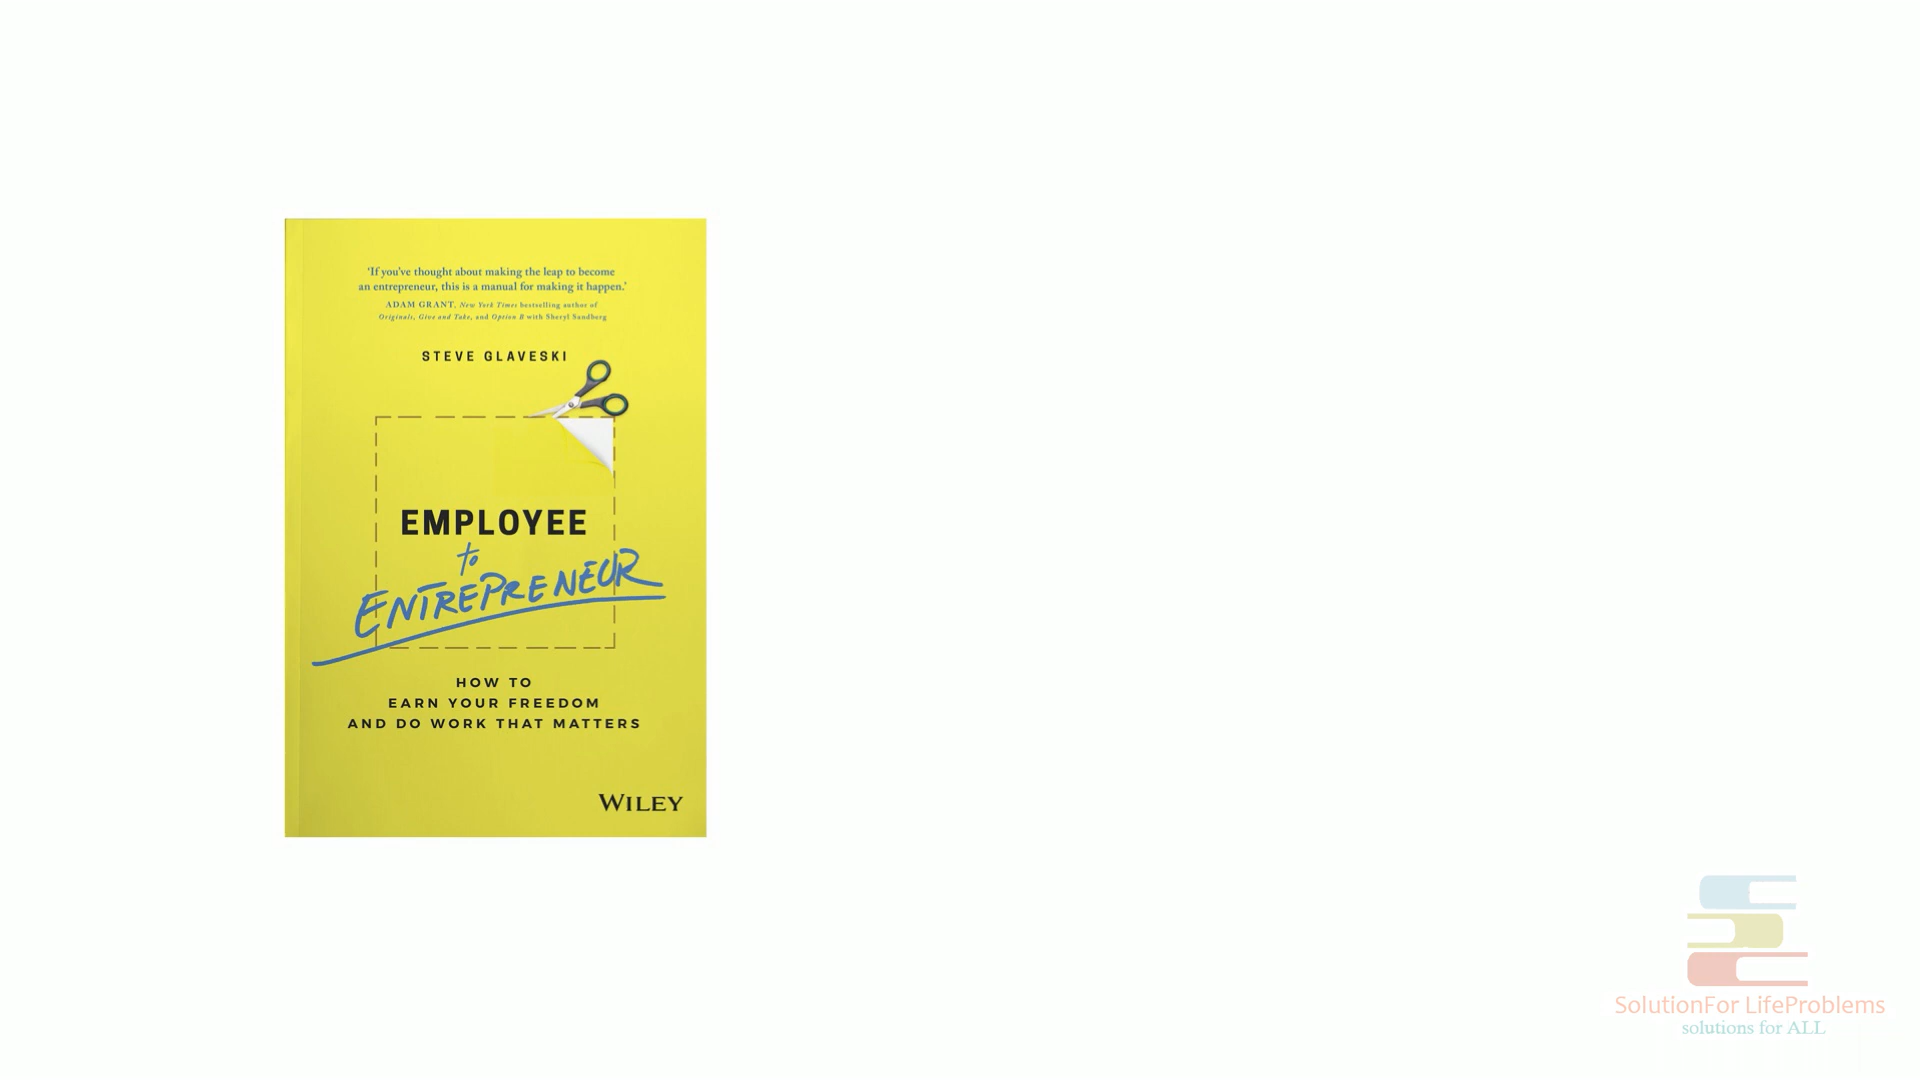 ‘If you’ve thought about making the leap to become
an entrepreneur, this is a manual for making it happen.’
ADAM GRANT, New York Times bestselling author of
Originals, Give and Take, and Option B with Sheryl Sandberg
STEVE GLAVESKI
EMPLOYEE
to
ENTREPRENEUR
HOW TO
EARN YOUR FREEDOM
AND DO WORK THAT MATTERS
WILEY
SolutionFor LifeProblems
solutions for ALL